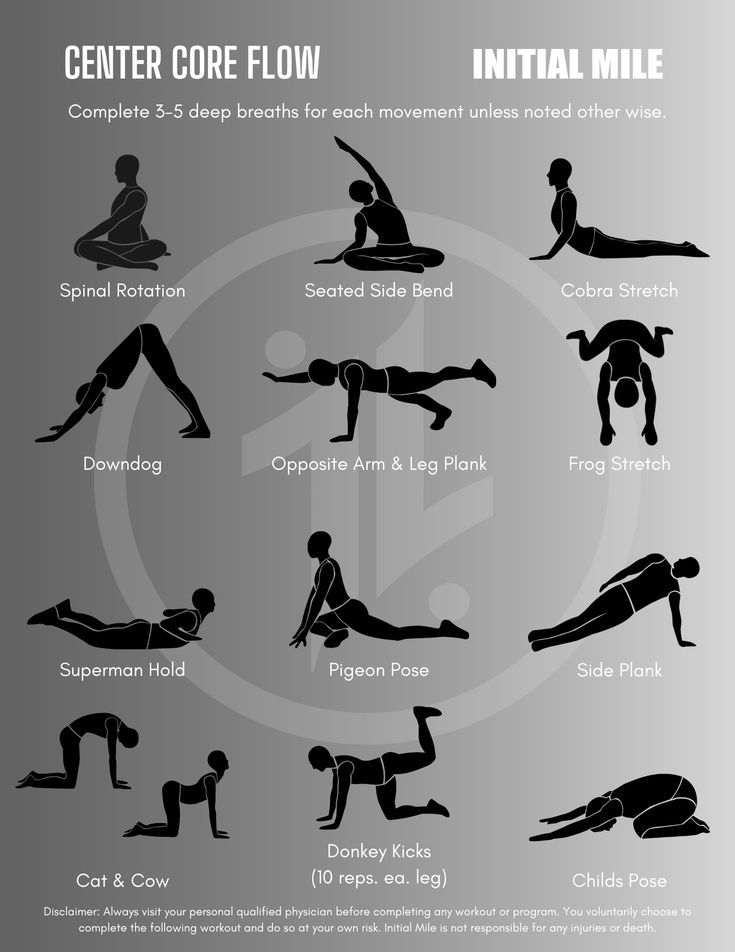 CENTER CORE FLOW
INITIAL MILE
Complete 3-5 deep breaths for each movement unless noted other wise.
Spinal Rotation
Seated Side Bend
Cobra Stretch
Downdog
Opposite Arm & Leg Plank
Frog Stretch
Superman Hold
Pigeon Pose
Side Plank
Cat & Cow
Donkey Kicks
(10 reps. ea. leg)
Childs Pose
Disclaimer: Always visit your personal qualified physician before completing any workout or program. You voluntarily choose to
complete the following workout and do so at your own risk. Initial Mile is not responsible for any injuries or death.